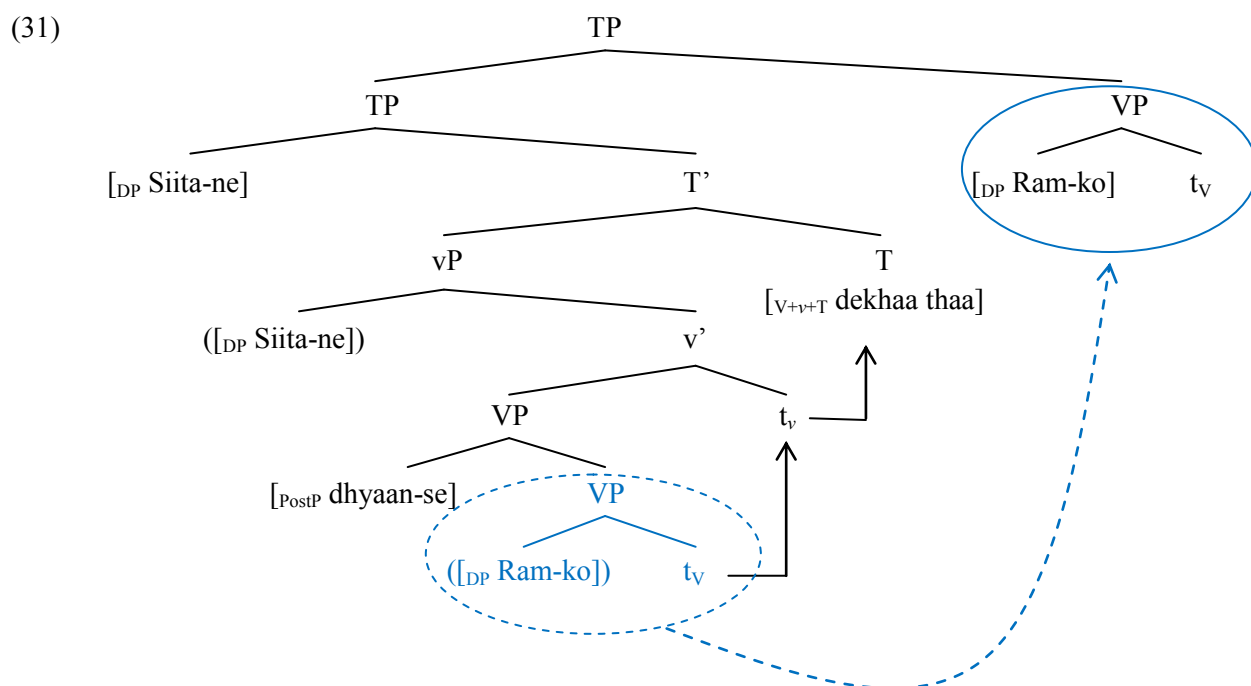 (31) TP
TP VP
[DP Siita-ne] T’ [DP Ram-ko] tV
vP T
([DP Siita-ne]) v’ [V+v+T dekhaa thaa]
VP tv
[PostP dhyaan-se] VP
([DP Ram-ko]) tV